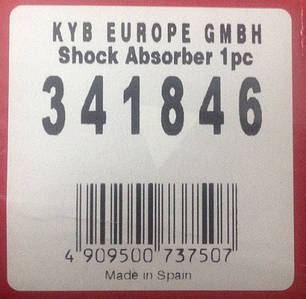 KYB EUROPE GMBH
Shock Absorber 1pc
341846
4 909500 737507
Made in Spain